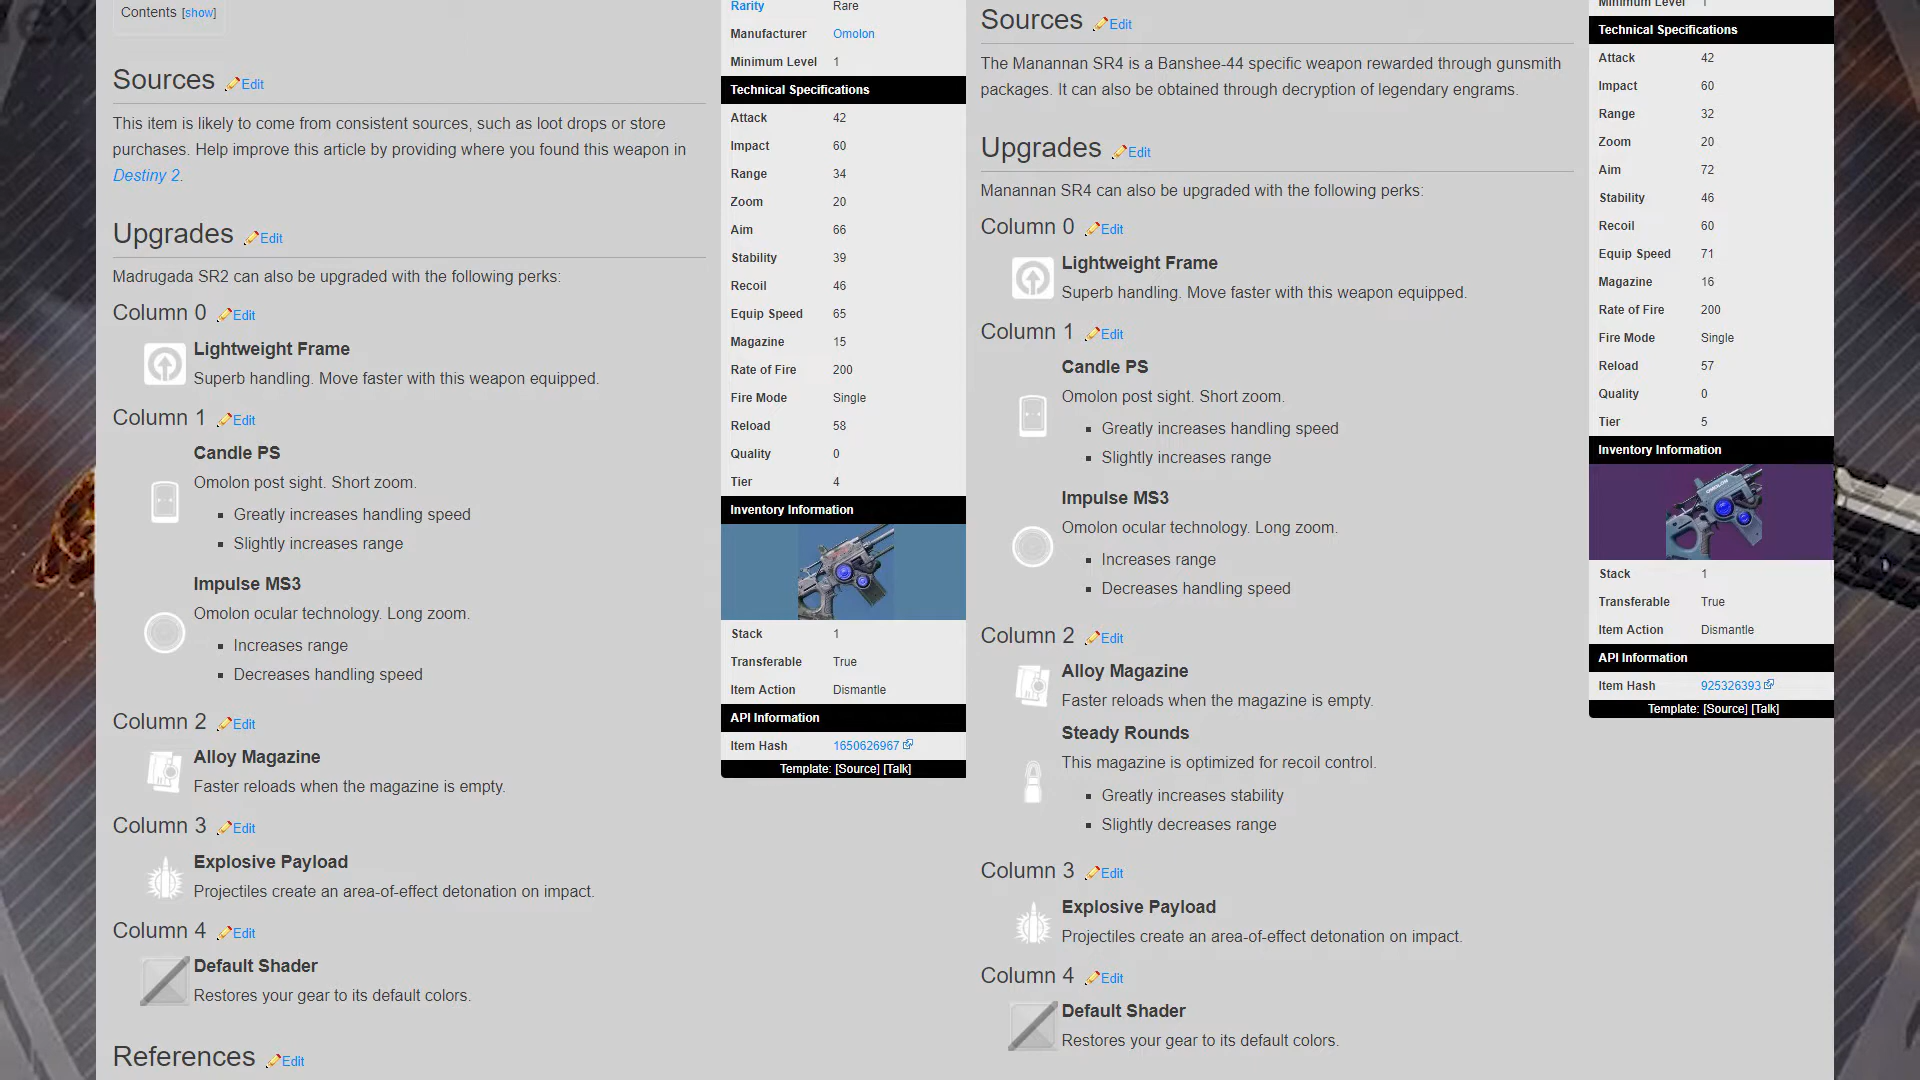 Contents [show]
Sources Edit
This item is likely to come from consistent sources, such as loot drops or store
purchases. Help improve this article by providing where you found this weapon in
Destiny 2.
Upgrades Edit
Madrugada SR2 can also be upgraded with the following perks:
Column 0 Edit
Lightweight Frame
Superb handling. Move faster with this weapon equipped.
Column 1 Edit
Candle PS
Omolon post sight. Short zoom.
Greatly increases handling speed
Slightly increases range
Impulse MS3
Omolon ocular technology. Long zoom.
Increases range
Decreases handling speed
Column 2 Edit
Alloy Magazine
Faster reloads when the magazine is empty.
Column 3 Edit
Explosive Payload
Projectiles create an area-of-effect detonation on impact.
Column 4 Edit
Default Shader
Restores your gear to its default colors.
References Edit
Rarity Rare
Manufacturer Omolon
Minimum Level 1
Technical Specifications
Attack 42
Impact 60
Range 34
Zoom 20
Aim 66
Stability 39
Recoil 46
Equip Speed 65
Magazine 15
Rate of Fire 200
Fire Mode Single
Reload 58
Quality 0
Tier 4
Inventory Information
Stack 1
Transferable True
Item Action Dismantle
API Information
Item Hash 1650626967
Template: [Source] [Talk]
Sources Edit
The Manannan SR4 is a Banshee-44 specific weapon rewarded through gunsmith
packages. It can also be obtained through decryption of legendary engrams.
Upgrades Edit
Manannan SR4 can also be upgraded with the following perks:
Column 0 Edit
Lightweight Frame
Superb handling. Move faster with this weapon equipped.
Column 1 Edit
Candle PS
Omolon post sight. Short zoom.
Greatly increases handling speed
Slightly increases range
Impulse MS3
Omolon ocular technology. Long zoom.
Increases range
Decreases handling speed
Column 2 Edit
Alloy Magazine
Faster reloads when the magazine is empty.
Steady Rounds
This magazine is optimized for recoil control.
Greatly increases stability
Slightly decreases range
Column 3 Edit
Explosive Payload
Projectiles create an area-of-effect detonation on impact.
Column 4 Edit
Default Shader
Restores your gear to its default colors.
Minimum Level 1
Technical Specifications
Attack 42
Impact 60
Range 32
Zoom 20
Aim 72
Stability 46
Recoil 60
Equip Speed 71
Magazine 16
Rate of Fire 200
Fire Mode Single
Reload 57
Quality 0
Tier 5
Inventory Information
OMOLON
Stack 1
Transferable True
Item Action Dismantle
API Information
Item Hash 925326393
Template: [Source] [Talk]